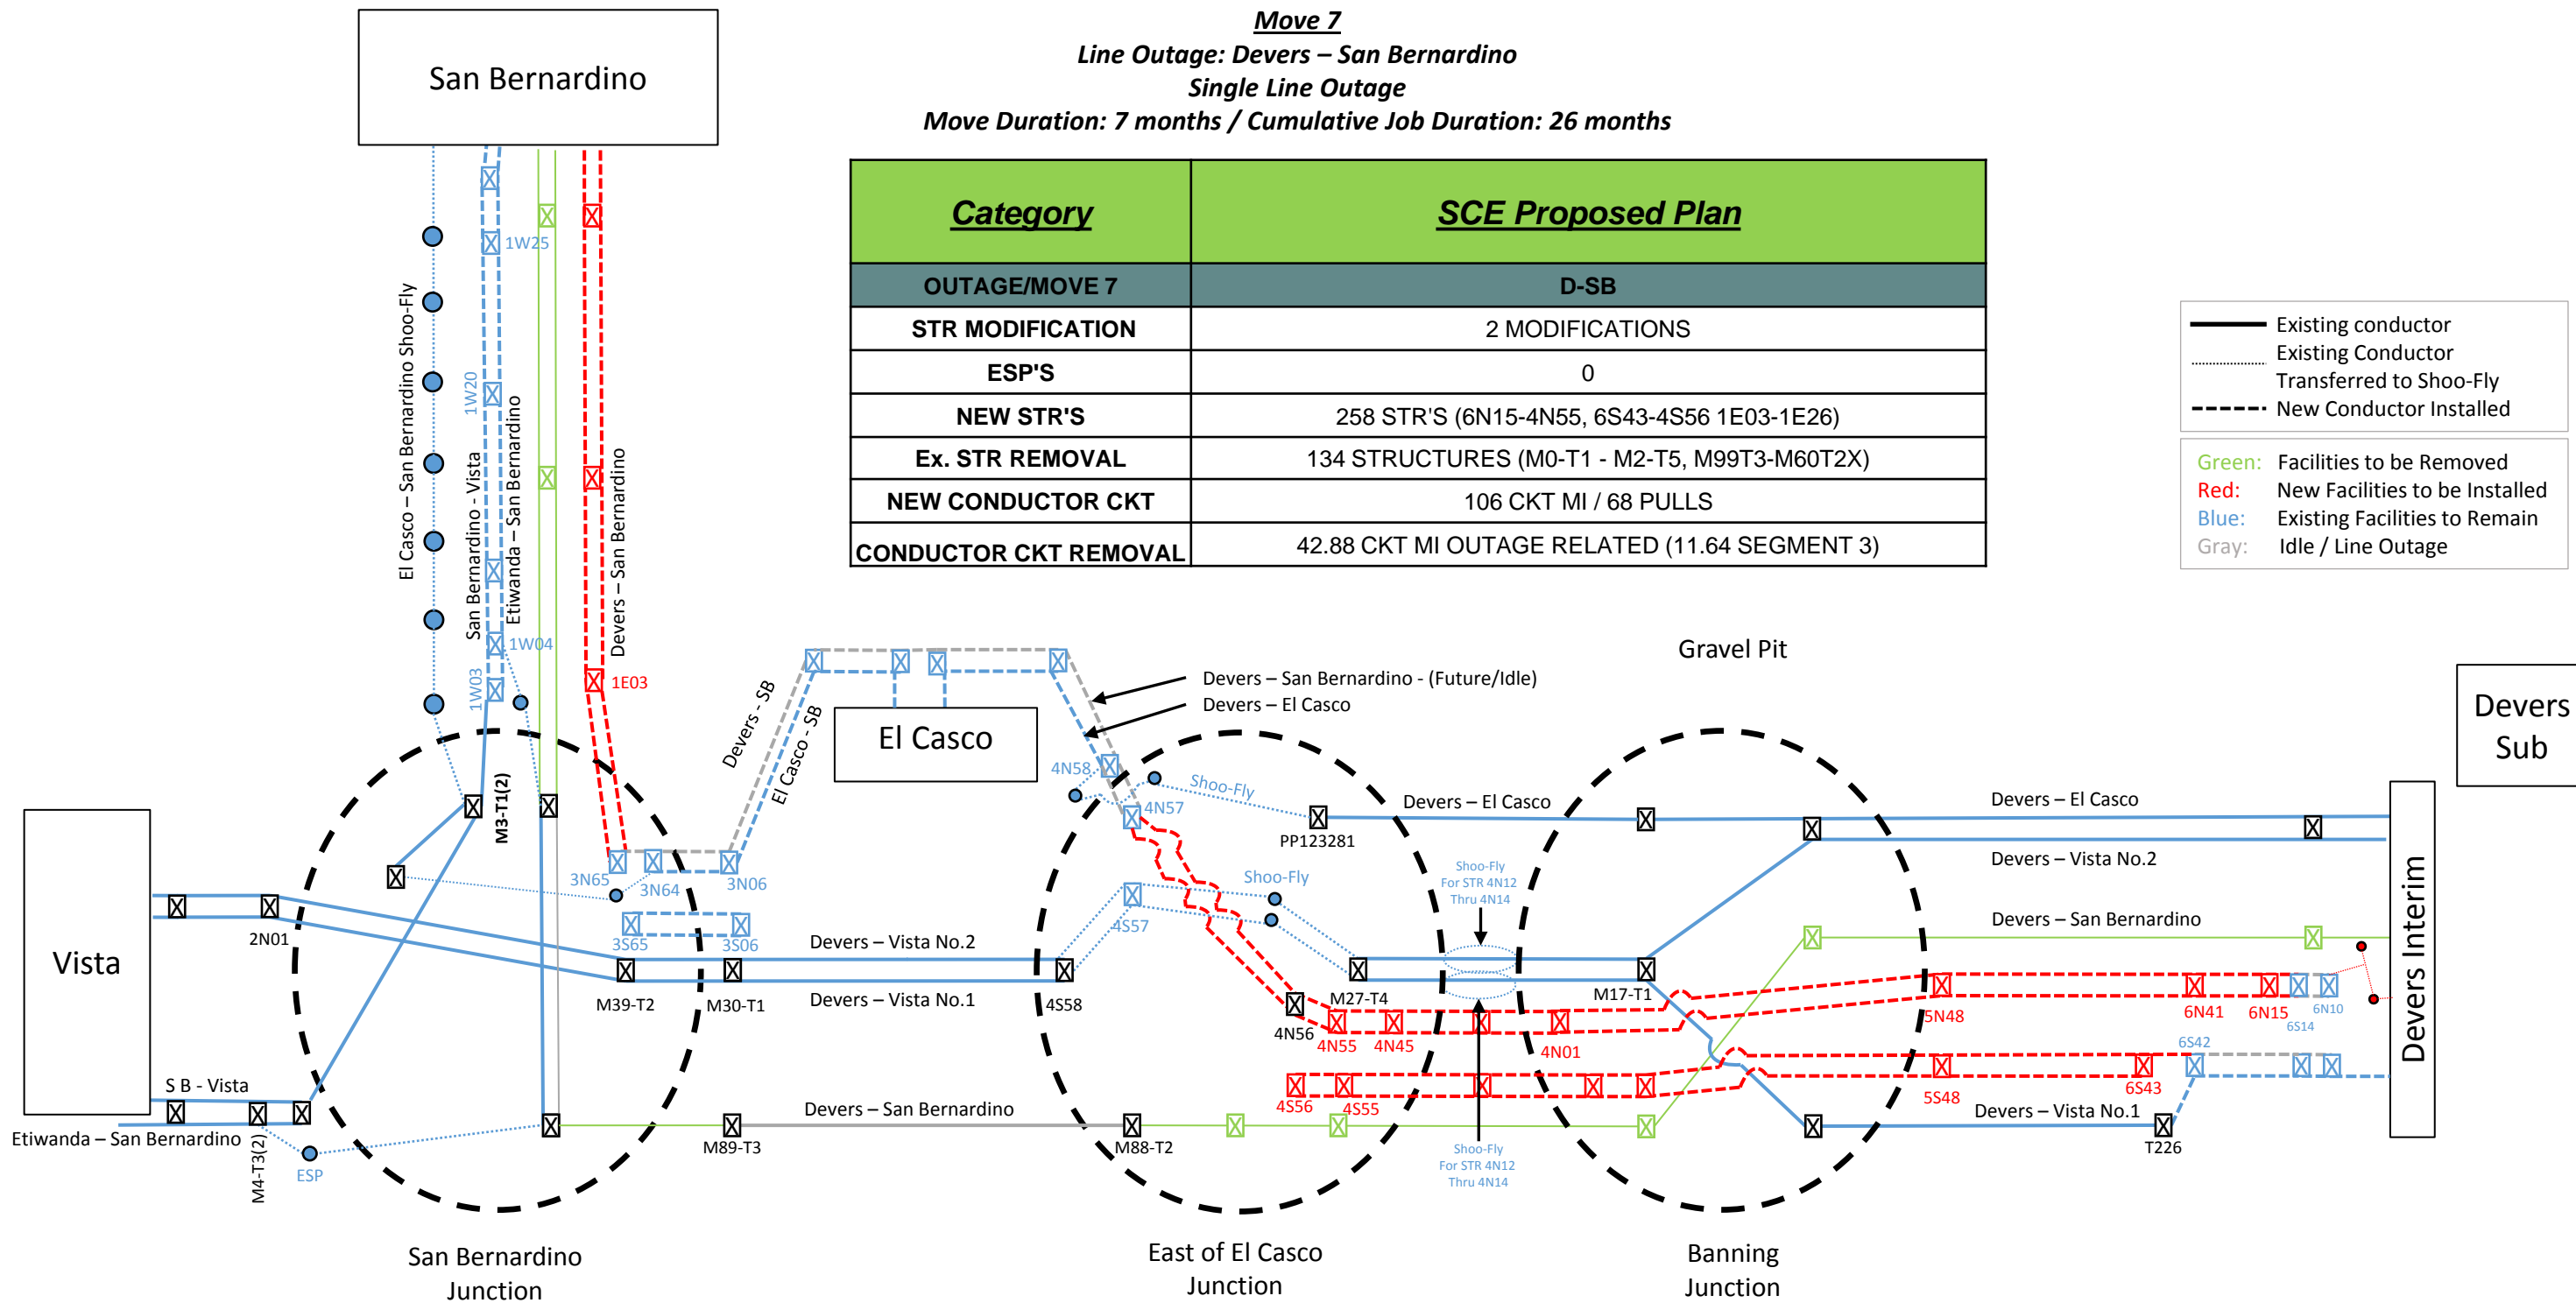 Move 7
Line Outage: Devers – San Bernardino
Single Line Outage
Move Duration: 7 months / Cumulative Job Duration: 26 months
San Bernardino
Category
SCE Proposed Plan
OUTAGE/MOVE 7
D-SB
STR MODIFICATION
2 MODIFICATIONS
ESP'S
0
NEW STR'S
258 STR'S (6N15-4N55, 6S43-4S56 1E03-1E26)
Ex. STR REMOVAL
134 STRUCTURES (M0-T1 - M2-T5, M99T3-M60T2X)
NEW CONDUCTOR CKT
106 CKT MI / 68 PULLS
CONDUCTOR CKT REMOVAL
42.88 CKT MI OUTAGE RELATED (11.64 SEGMENT 3)
Existing conductor
Existing Conductor
Transferred to Shoo-Fly
New Conductor Installed
Green: Facilities to be Removed
Red: New Facilities to be Installed
Blue: Existing Facilities to Remain
Gray: Idle / Line Outage
El Casco – San Bernardino Shoo-Fly
San Bernardino - Vista
Etiwanda – San Bernardino
Devers – San Bernardino
1W25
1W20
1W04
1W03
1E03
M3-T1(2)
Devers - SB
El Casco - SB
El Casco
Devers – San Bernardino - (Future/Idle)
Devers – El Casco
Gravel Pit
Devers
Sub
4N58
4N57
Shoo-Fly
PP123281
Devers – El Casco
Devers – El Casco
Devers – Vista No.2
3N65
3N64
3N06
3S65
3S06
4S57
Shoo-Fly
Shoo-Fly
For STR 4N12
Thru 4N14
Vista
2N01
Devers – Vista No.2
Devers – Vista No.1
M39-T2
M30-T1
4S58
M27-T4
M17-T1
Devers – San Bernardino
4N56
4N55
4N45
4N01
5N48
6N41
6N15
6S14
6N10
Devers Interim
S B - Vista
Etiwanda – San Bernardino
M4-T3(2)
ESP
Devers – San Bernardino
M89-T3
M88-T2
4S56
4S55
5S48
6S43
6S42
Devers – Vista No.1
T226
Shoo-Fly
For STR 4N12
Thru 4N14
San Bernardino
Junction
East of El Casco
Junction
Banning
Junction